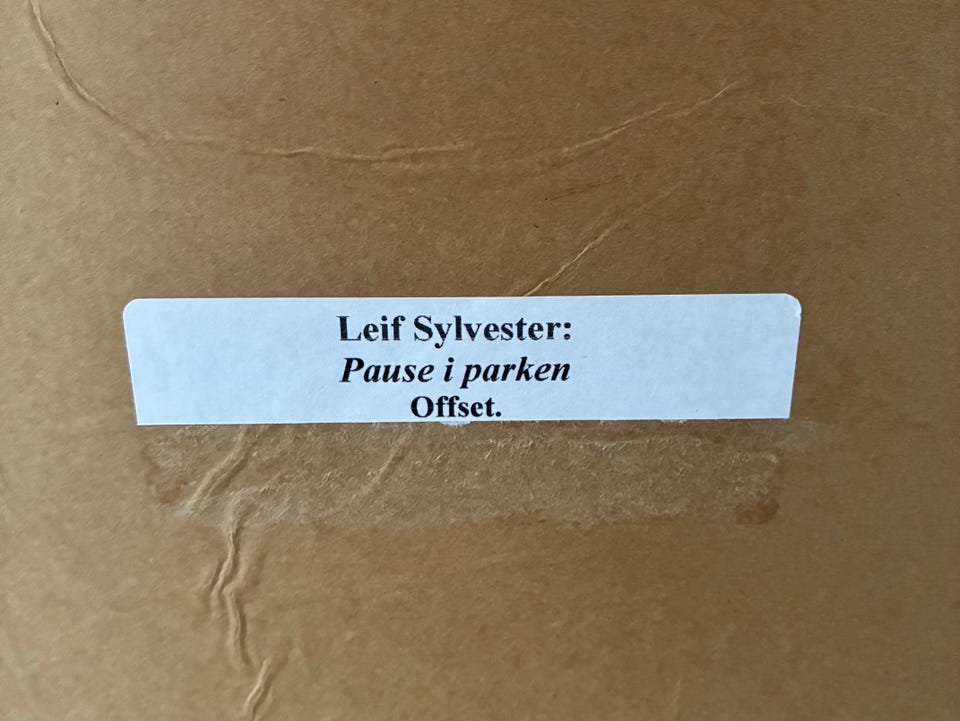 Leif Sylvester:
Pause i parken
Offset.